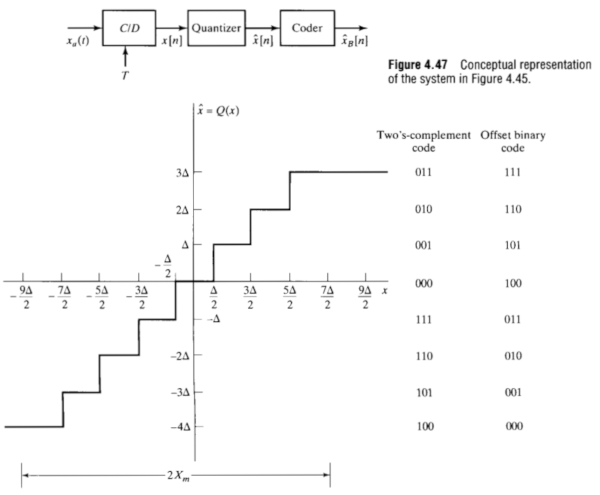 C/D Quantizer Coder
xₐ(t) x[n] x̂[n] x̂_B[n]
T
Figure 4.47 Conceptual representation
of the system in Figure 4.45.
x̂ = Q(x)
Two's-complement Offset binary
code code
3Δ 011 111
2Δ 010 110
Δ 001 101
-Δ/2
000 100
-9Δ/2 -7Δ/2 -5Δ/2 -3Δ/2 Δ/2 3Δ/2 5Δ/2 7Δ/2 9Δ/2 x
-Δ 111 011
-2Δ 110 010
-3Δ 101 001
-4Δ 100 000
2Xₘ